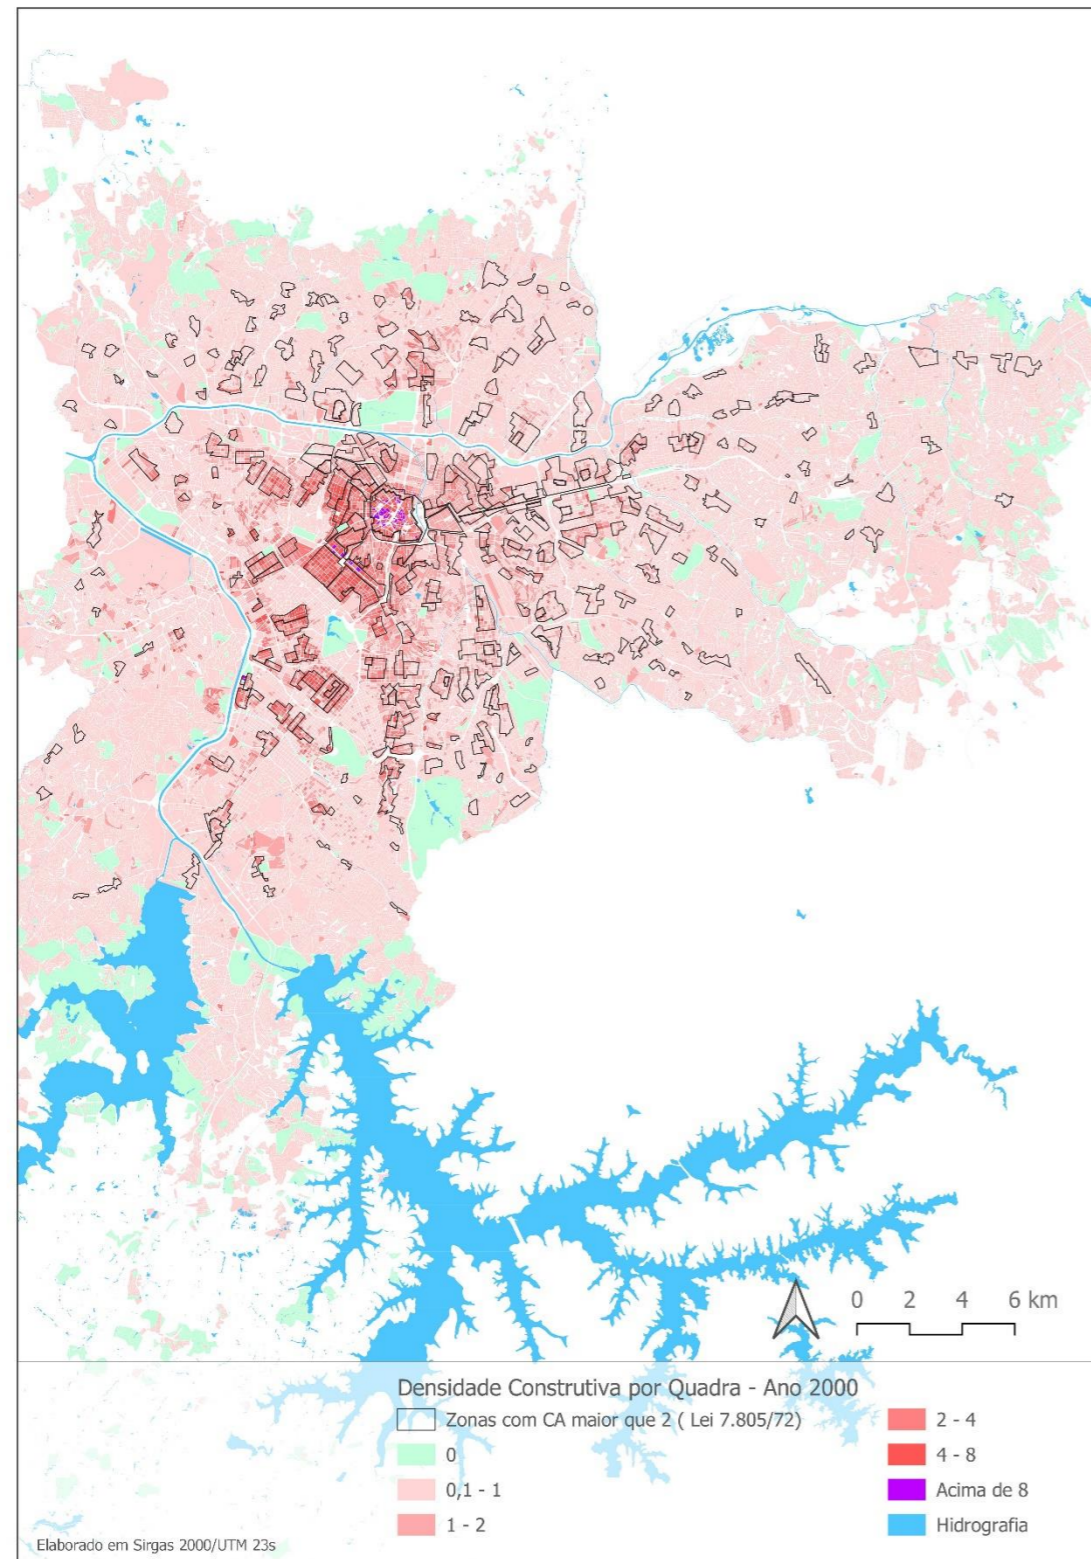 0 2 4 6 km
Densidade Construtiva por Quadra - Ano 2000
Zonas com CA maior que 2 ( Lei 7.805/72)
0
0,1 - 1
1 - 2
2 - 4
4 - 8
Acima de 8
Hidrografia
Elaborado em Sirgas 2000/UTM 23s